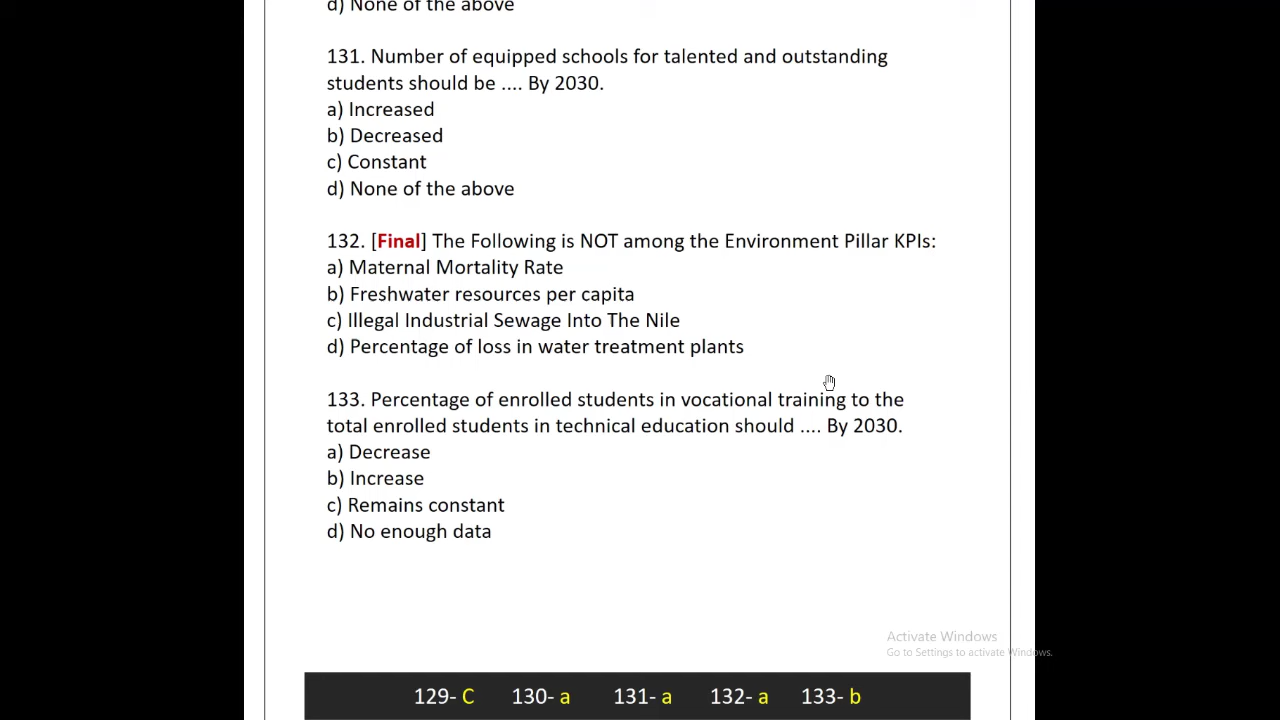 d) None of the above
131. Number of equipped schools for talented and outstanding
students should be .... By 2030.
a) Increased
b) Decreased
c) Constant
d) None of the above
132. [Final] The Following is NOT among the Environment Pillar KPIs:
a) Maternal Mortality Rate
b) Freshwater resources per capita
c) Illegal Industrial Sewage Into The Nile
d) Percentage of loss in water treatment plants
133. Percentage of enrolled students in vocational training to the
total enrolled students in technical education should .... By 2030.
a) Decrease
b) Increase
c) Remains constant
d) No enough data
Activate Windows
Go to Settings to activate Windows.
129- C 130- a 131- a 132- a 133- b